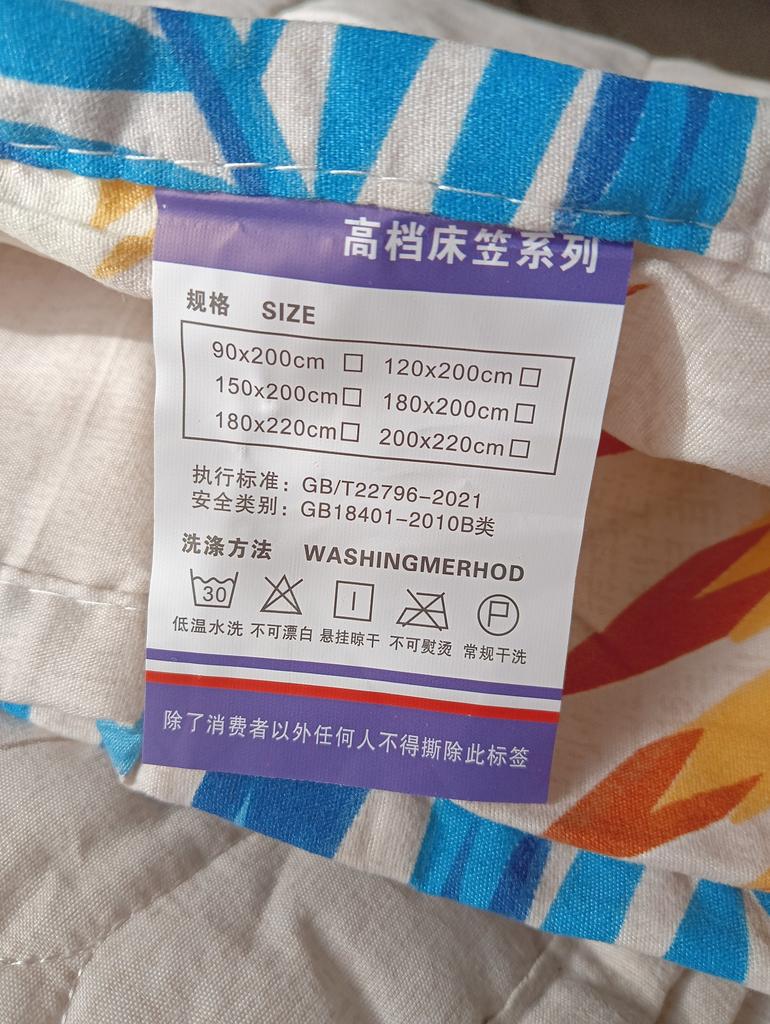 高档床笠系列
规格 SIZE
90x200cm □ 120x200cm □
150x200cm □ 180x200cm □
180x220cm □ 200x220cm □
执行标准：GB/T22796-2021
安全类别：GB18401-2010B类
洗涤方法 WASHINGMERHOD
30 P
低温水洗 不可漂白 悬挂晾干 不可熨烫 常规干洗
除了消费者以外任何人不得撕除此标签